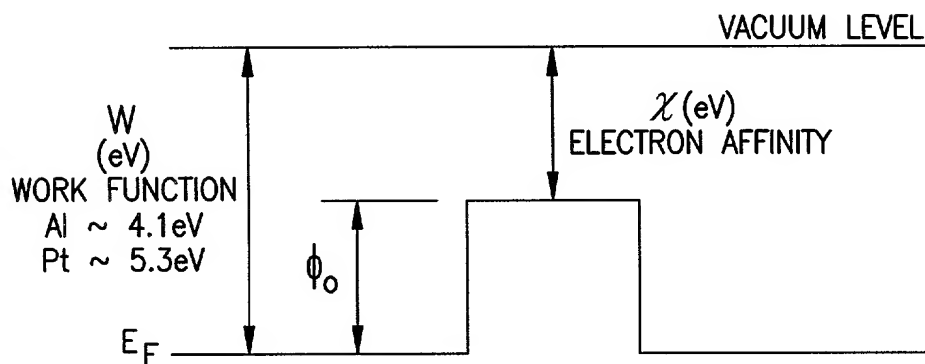 VACUUM LEVEL
W
(eV)
WORK FUNCTION
Al ~ 4.1eV
Pt ~ 5.3eV
χ(eV)
ELECTRON AFFINITY
ϕo
EF